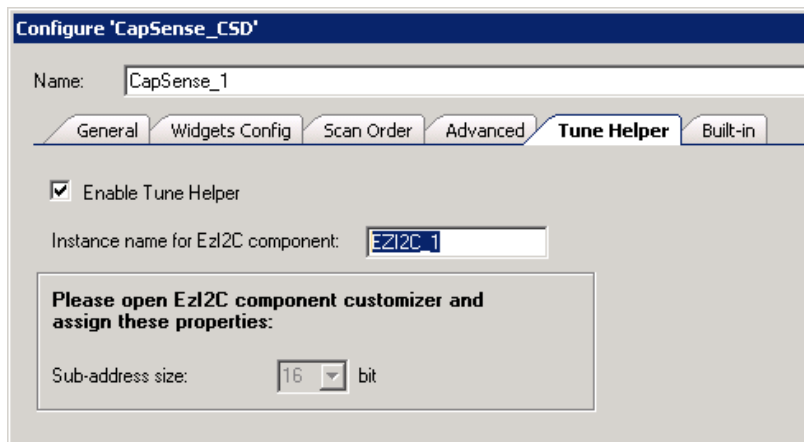 Configure 'CapSense_CSD'
Name: CapSense_1
General Widgets Config Scan Order Advanced Tune Helper Built-in
Enable Tune Helper
Instance name for EzI2C component: EZI2C_1
Please open EzI2C component customizer and
assign these properties:
Sub-address size: 16 bit